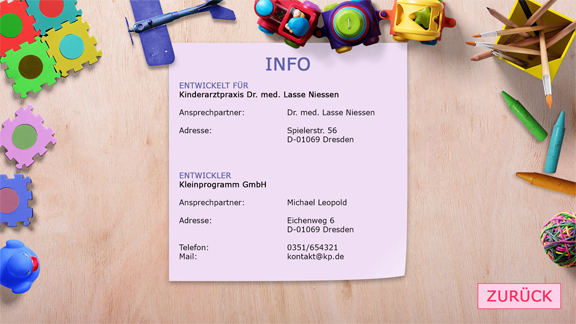 INFO
ENTWICKELT FÜR
Kinderarztpraxis Dr. med. Lasse Niessen
Ansprechpartner: Dr. med. Lasse Niessen
Adresse: Spielerstr. 56
D-01069 Dresden
ENTWICKLER
Kleinprogramm GmbH
Ansprechpartner: Michael Leopold
Adresse: Eichenweg 6
D-01069 Dresden
Telefon: 0351/654321
Mail: kontakt@kp.de
ZURÜCK